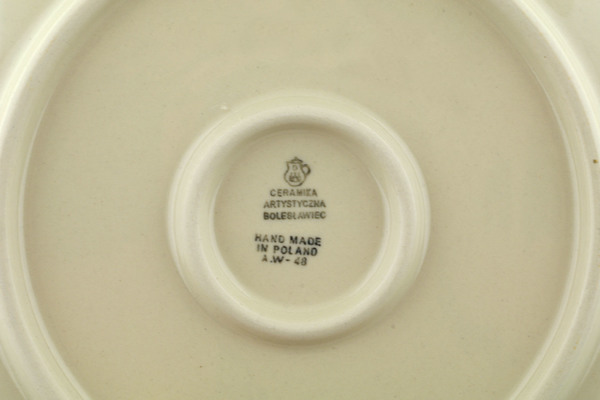 CERAMIKA
ARTYSTYCZNA
BOLESŁAWIEC
HAND MADE
IN POLAND
A.W-48